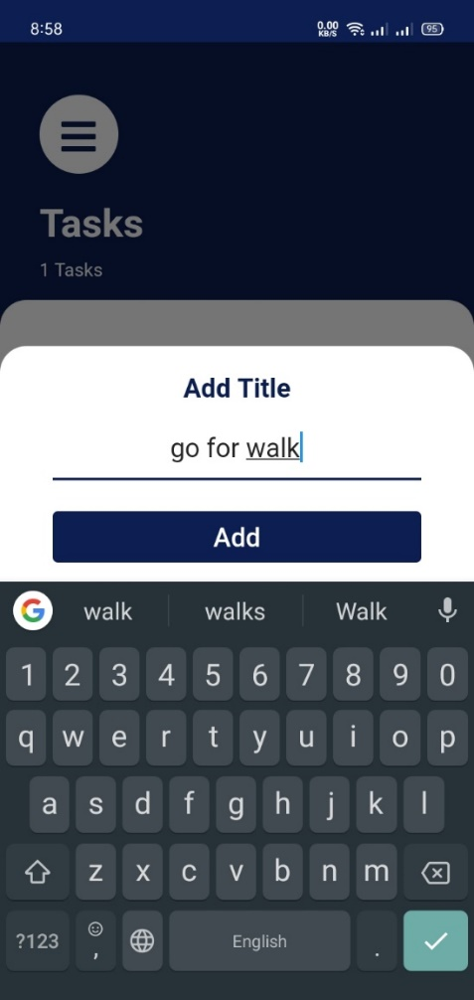 8:58
0.00
KB/S
95
Tasks
1 Tasks
Add Title
go for walk
Add
G walk walks Walk
1 2 3 4 5 6 7 8 9 0
q w e r t y u i o p
a s d f g h j k l
z x c v b n m
?123 , English .